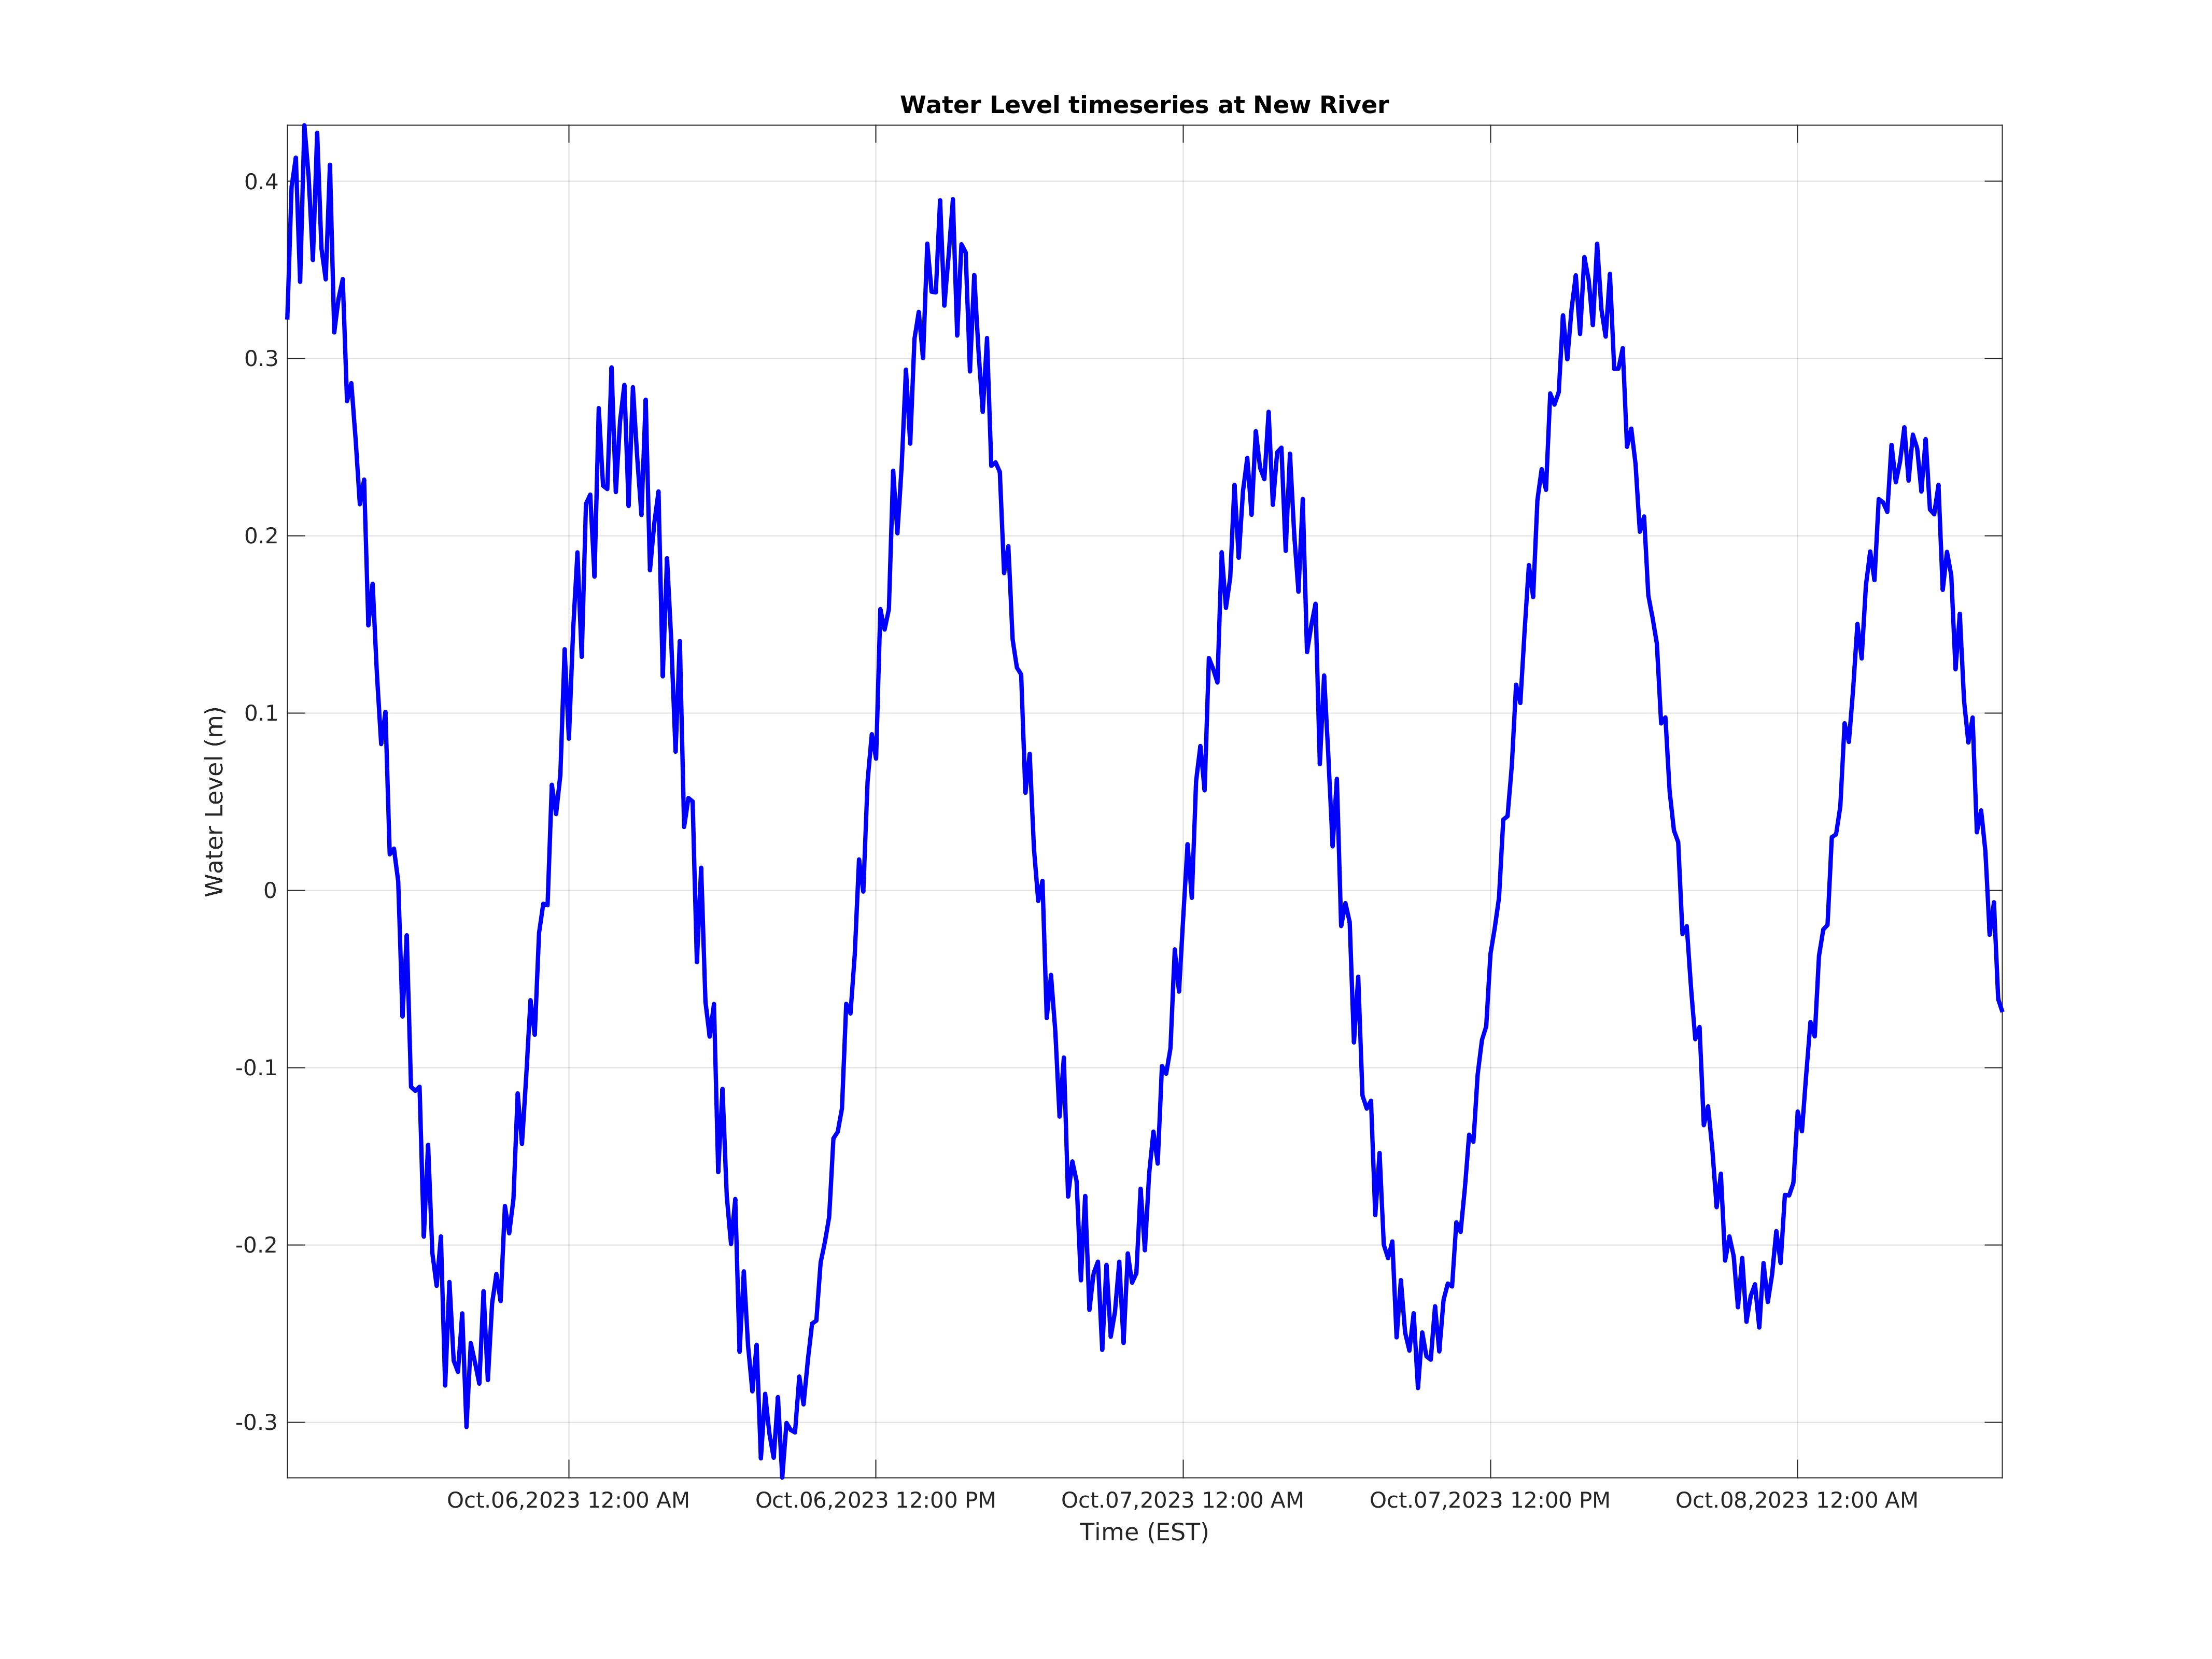 Water Level timeseries at New River
0.4
0.3
0.2
0.1
0
-0.1
-0.2
-0.3
Water Level (m)
Oct.06,2023 12:00 AM
Oct.06,2023 12:00 PM
Oct.07,2023 12:00 AM
Oct.07,2023 12:00 PM
Oct.08,2023 12:00 AM
Time (EST)